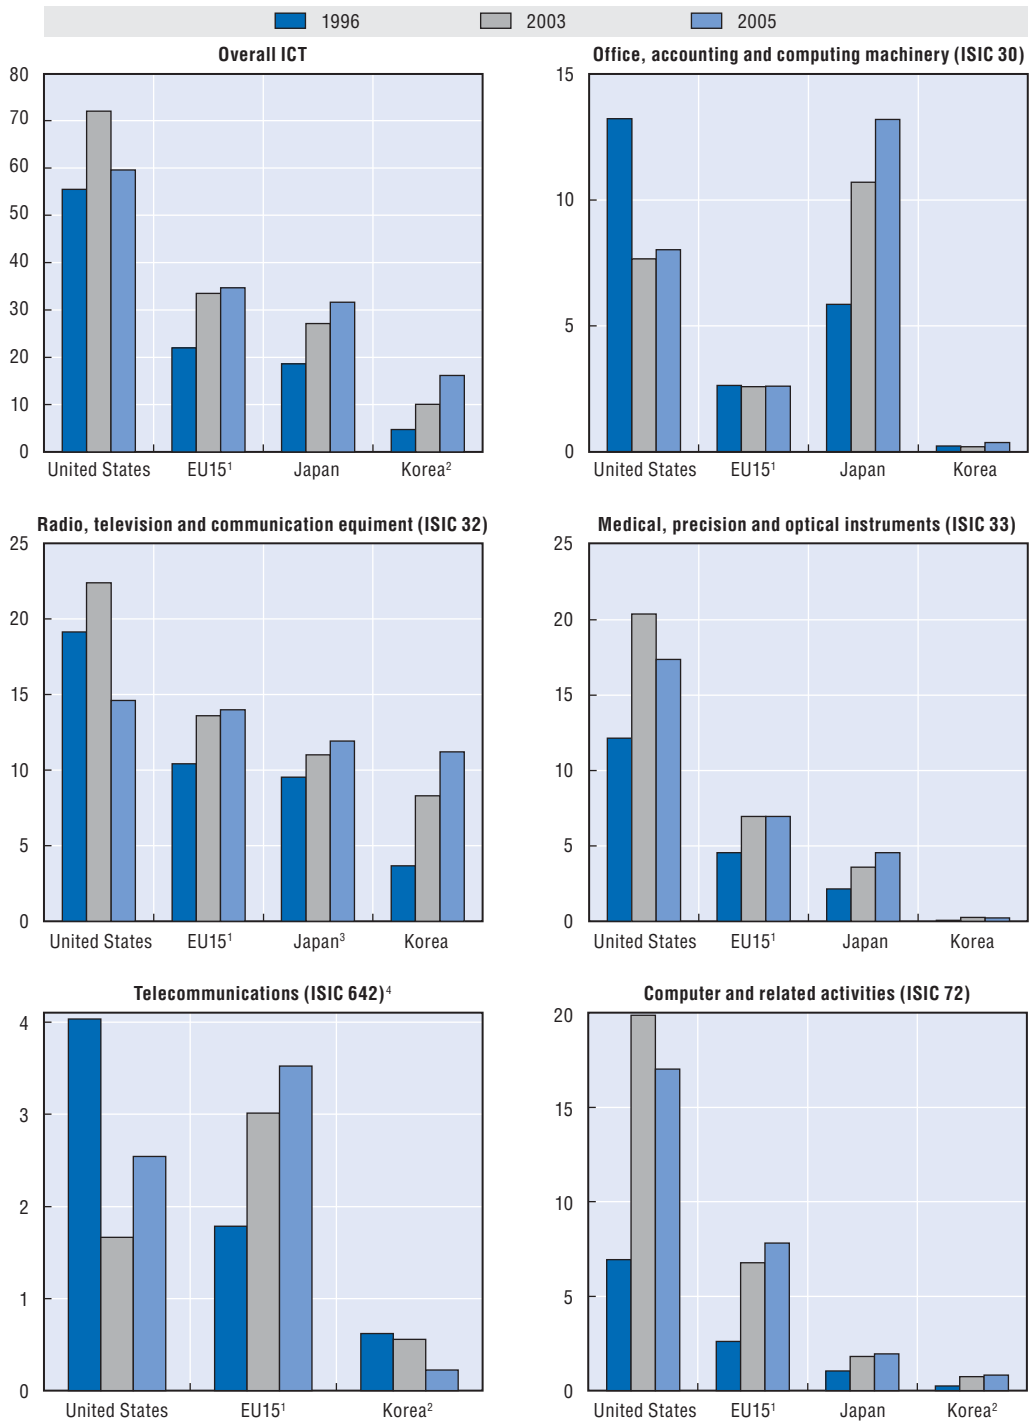 1996 2003 2005
Overall ICT
80
70
60
50
40
30
20
10
0
United States EU15¹ Japan Korea²
Office, accounting and computing machinery (ISIC 30)
15
10
5
0
United States EU15¹ Japan Korea
Radio, television and communication equiment (ISIC 32)
25
20
15
10
5
0
United States EU15¹ Japan³ Korea
Medical, precision and optical instruments (ISIC 33)
25
20
15
10
5
0
United States EU15¹ Japan Korea
Telecommunications (ISIC 642)⁴
4
3
2
1
0
United States EU15¹ Korea²
Computer and related activities (ISIC 72)
20
15
10
5
0
United States EU15¹ Japan Korea²